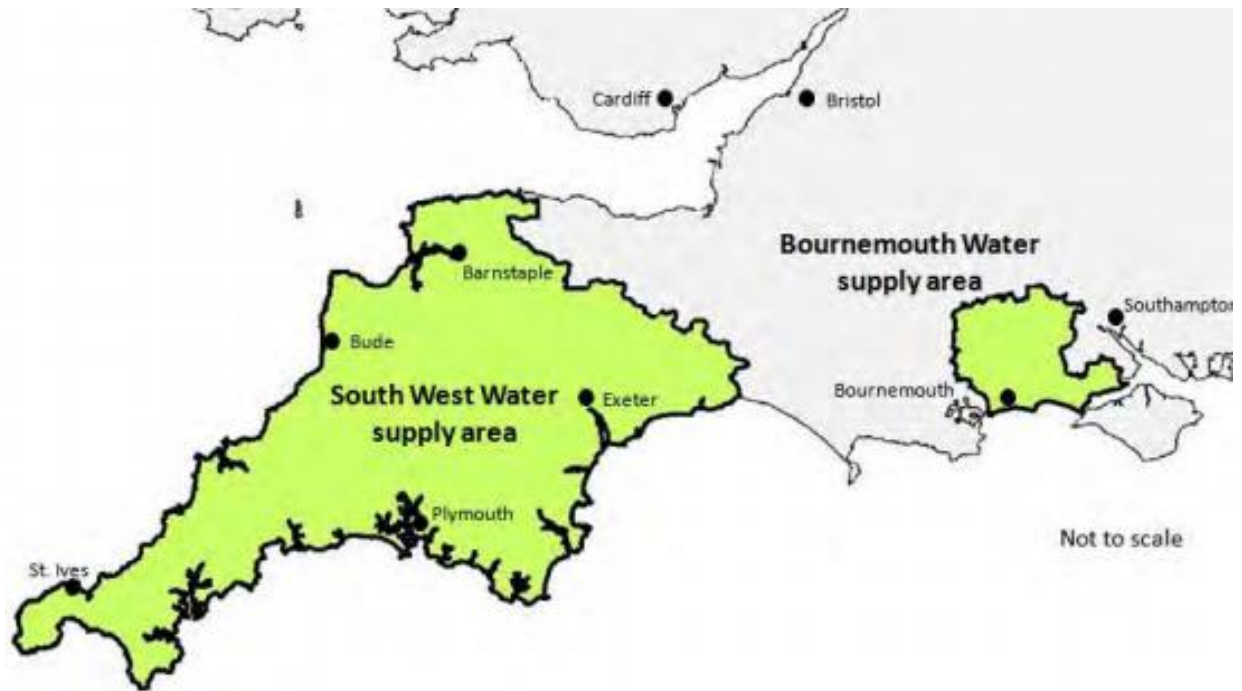 Cardiff
Bristol
Bournemouth Water
supply area
Barnstaple
Southampton
Bude
South West Water
supply area
Exeter
Bournemouth
Plymouth
Not to scale
St. Ives